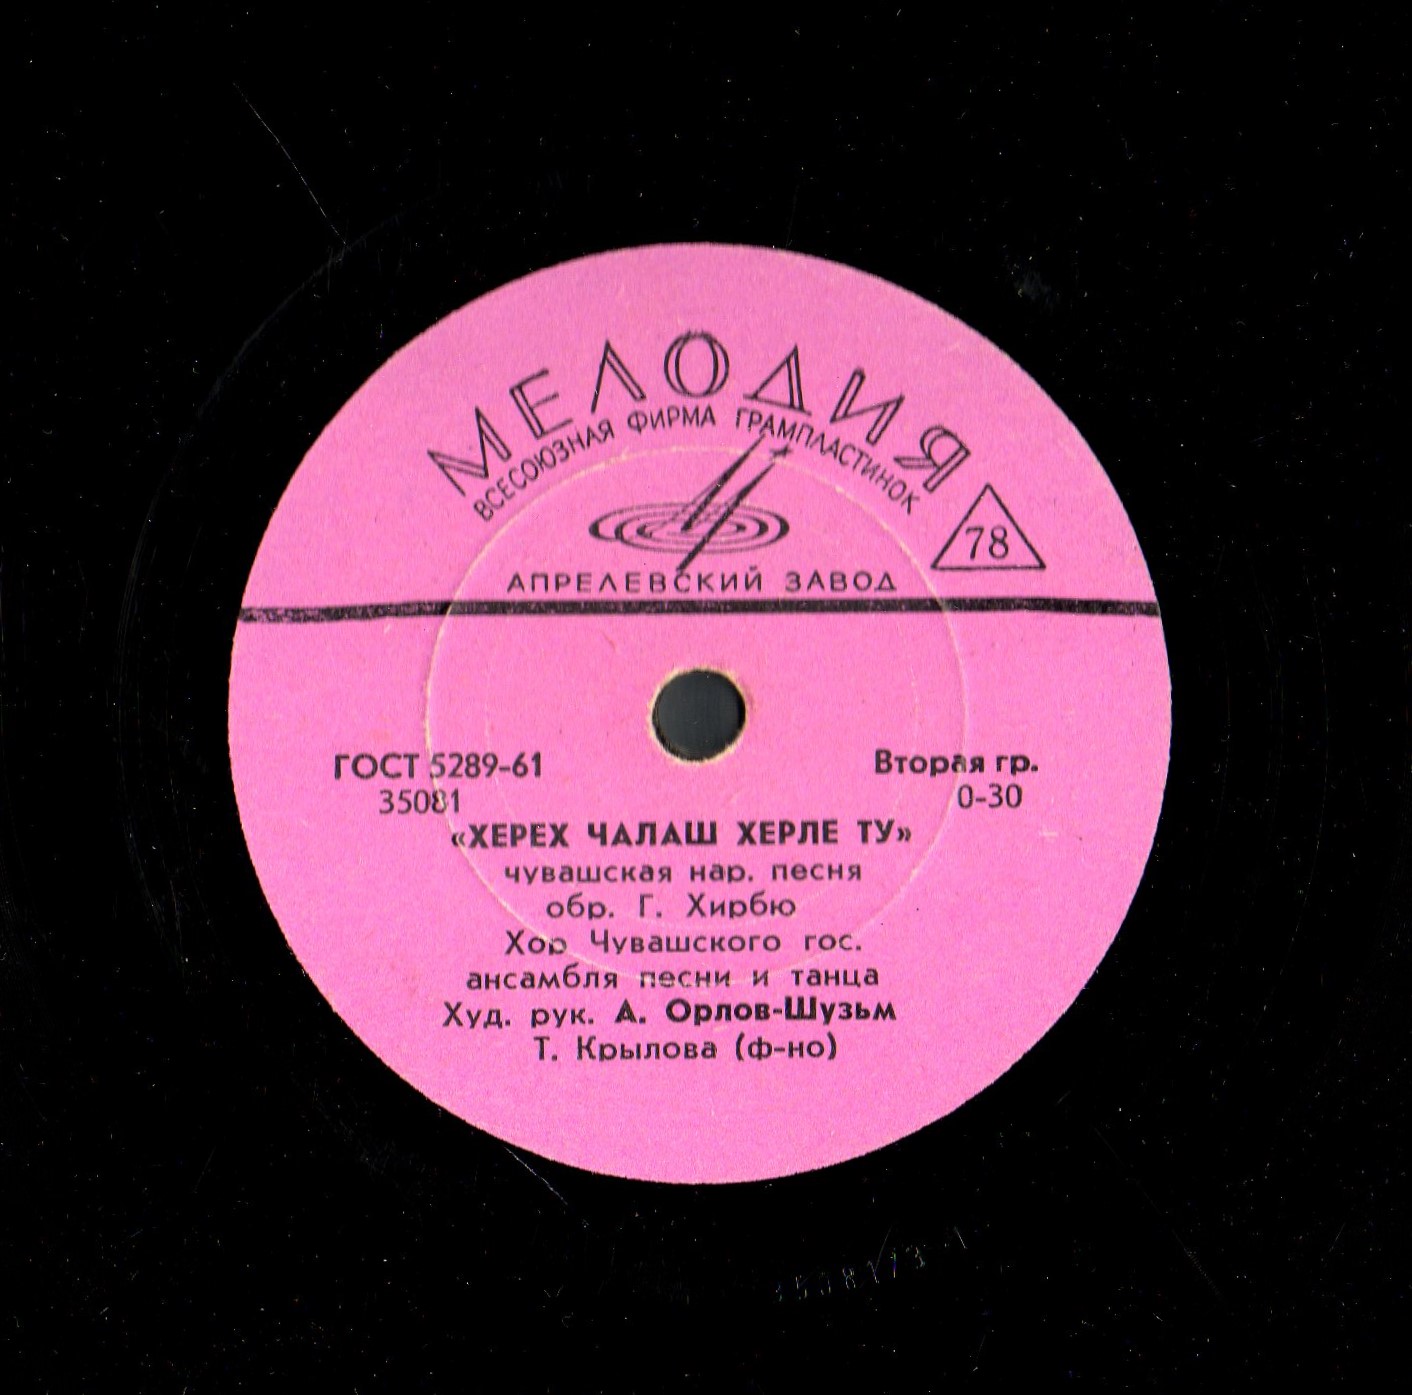 МЕЛОДИЯ
ВСЕСОЮЗНАЯ ФИРМА ГРАМПЛАСТИНОК
78
АПРЕЛЕВСКИЙ ЗАВОД
ГОСТ 5289-61
Вторая гр.
35081
0-30
«ХЕРЕХ ЧАЛАШ ХЕРЛЕ ТУ»
чувашская нар. песня
обр. Г. Хирбю
Хор Чувашского гос.
ансамбля песни и танца
Худ. рук. А. Орлов-Шузьм
Т. Крылова (ф-но)